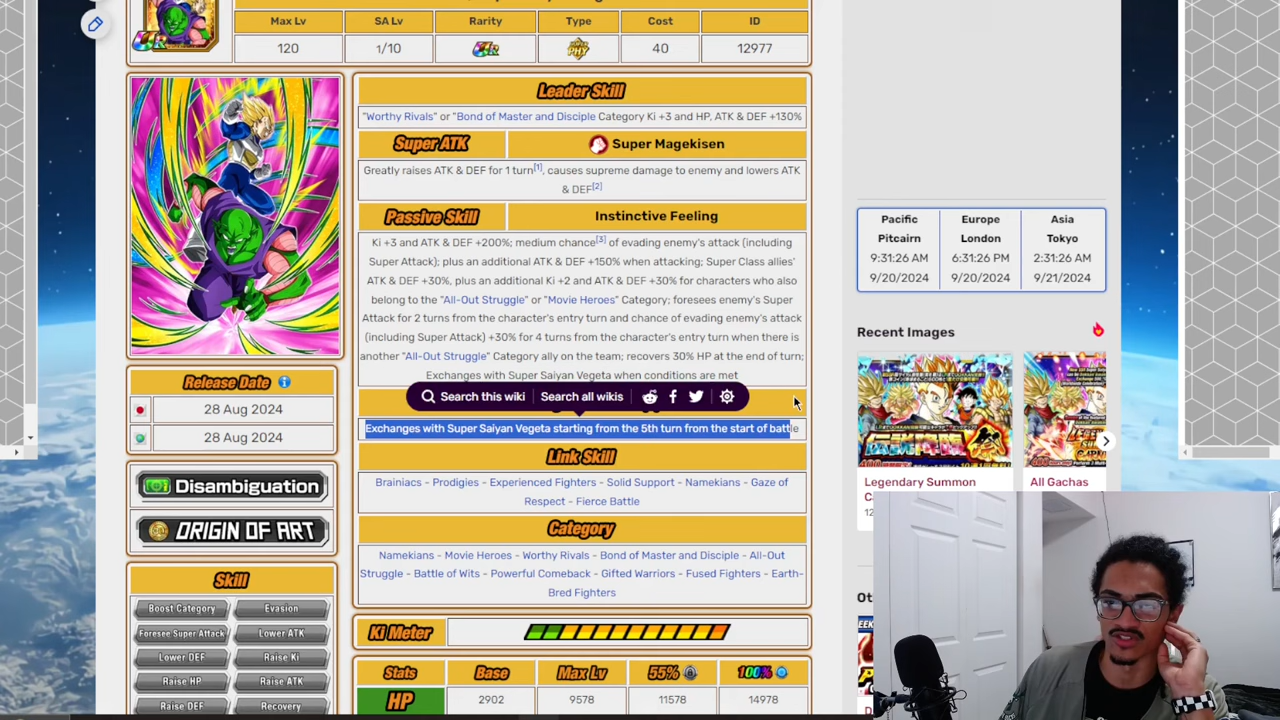 Max Lv
SA Lv
Rarity
Type
Cost
ID
120
1/10
UR
SUPER PHY
40
12977
Leader Skill
"Worthy Rivals" or "Bond of Master and Disciple Category Ki +3 and HP, ATK & DEF +130%
Super ATK
Super Magekisen
Greatly raises ATK & DEF for 1 turn[1], causes supreme damage to enemy and lowers ATK
& DEF[2]
Passive Skill
Instinctive Feeling
Ki +3 and ATK & DEF +200%; medium chance[3] of evading enemy's attack (including
Super Attack); plus an additional ATK & DEF +150% when attacking; Super Class allies'
ATK & DEF +30%, plus an additional Ki +2 and ATK & DEF +30% for characters who also
belong to the "All-Out Struggle" or "Movie Heroes" Category; foresees enemy's Super
Attack for 2 turns from the character's entry turn and chance of evading enemy's attack
(including Super Attack) +30% for 4 turns from the character's entry turn when there is
another "All-Out Struggle" Category ally on the team; recovers 30% HP at the end of turn;
Exchanges with Super Saiyan Vegeta when conditions are met
Search this wiki
Search all wikis
Exchanges with Super Saiyan Vegeta starting from the 5th turn from the start of battle
Link Skill
Brainiacs - Prodigies - Experienced Fighters - Solid Support - Namekians - Gaze of
Respect - Fierce Battle
Category
Namekians - Movie Heroes - Worthy Rivals - Bond of Master and Disciple - All-Out
Struggle - Battle of Wits - Powerful Comeback - Gifted Warriors - Fused Fighters - Earth-
Bred Fighters
Ki Meter
Stats
Base
Max Lv
55%
100%
HP
2902
9578
11578
14978
Release Date
28 Aug 2024
28 Aug 2024
Disambiguation
ORIGIN OF ART
Skill
Boost Category
Evasion
Foresee Super Attack
Lower ATK
Lower DEF
Raise Ki
Raise HP
Raise ATK
Raise DEF
Recovery
Pacific
Pitcairn
9:31:26 AM
9/20/2024
Europe
London
6:31:26 PM
9/20/2024
Asia
Tokyo
2:31:26 AM
9/21/2024
Recent Images
伝説降臨
Legendary Summon
All Gachas